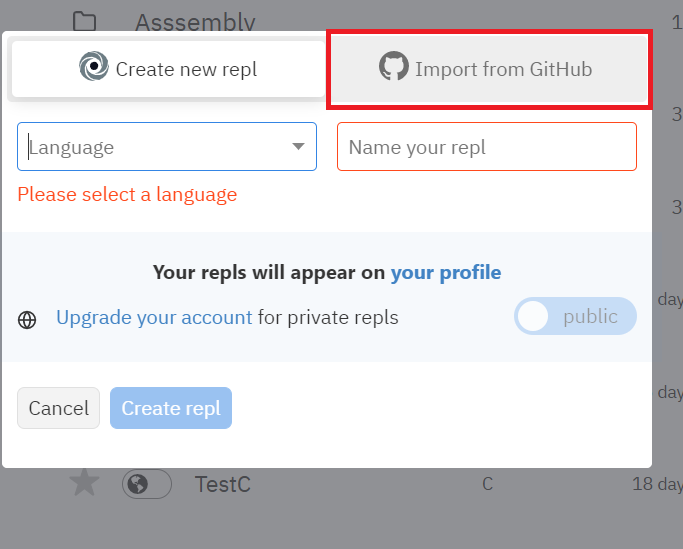 Asssembly
1
Create new repl
Import from GitHub
3
Language
Name your repl
Please select a language
3
Your repls will appear on your profile
day
Upgrade your account for private repls
public
day
Cancel
Create repl
TestC
C
18 day